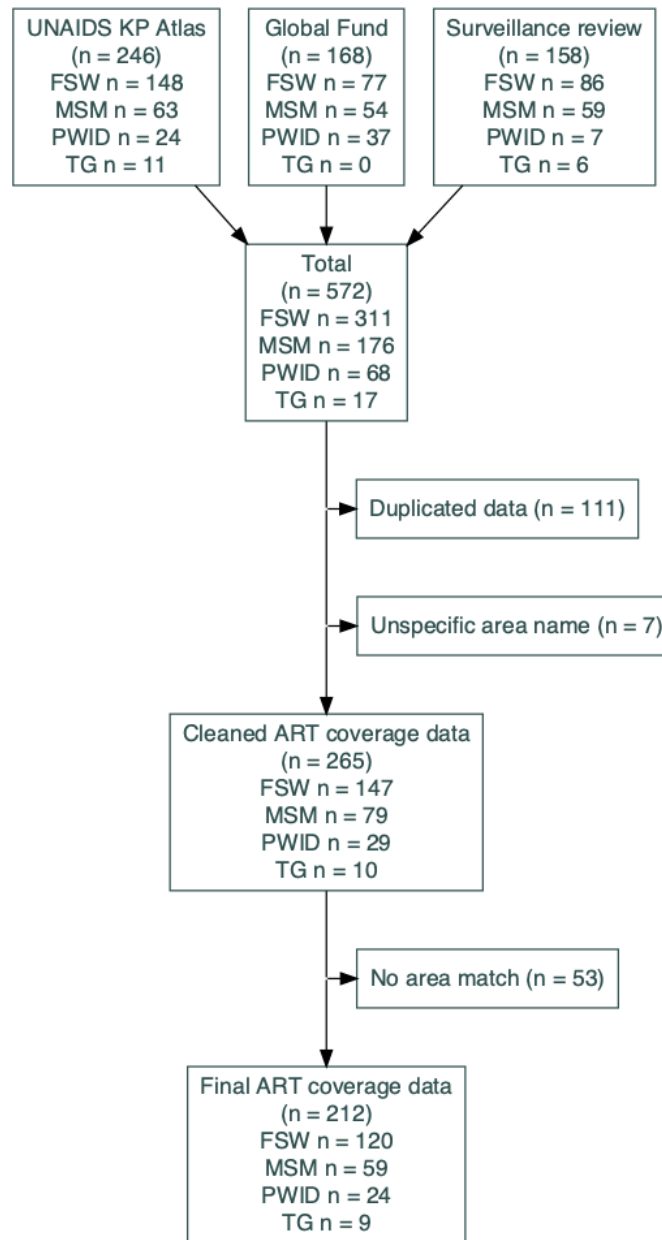 UNAIDS KP Atlas
(n = 246)
FSW n = 148
MSM n = 63
PWID n = 24
TG n = 11
Global Fund
(n = 168)
FSW n = 77
MSM n = 54
PWID n = 37
TG n = 0
Surveillance review
(n = 158)
FSW n = 86
MSM n = 59
PWID n = 7
TG n = 6
Total
(n = 572)
FSW n = 311
MSM n = 176
PWID n = 68
TG n = 17
Duplicated data (n = 111)
Unspecific area name (n = 7)
Cleaned ART coverage data
(n = 265)
FSW n = 147
MSM n = 79
PWID n = 29
TG n = 10
No area match (n = 53)
Final ART coverage data
(n = 212)
FSW n = 120
MSM n = 59
PWID n = 24
TG n = 9